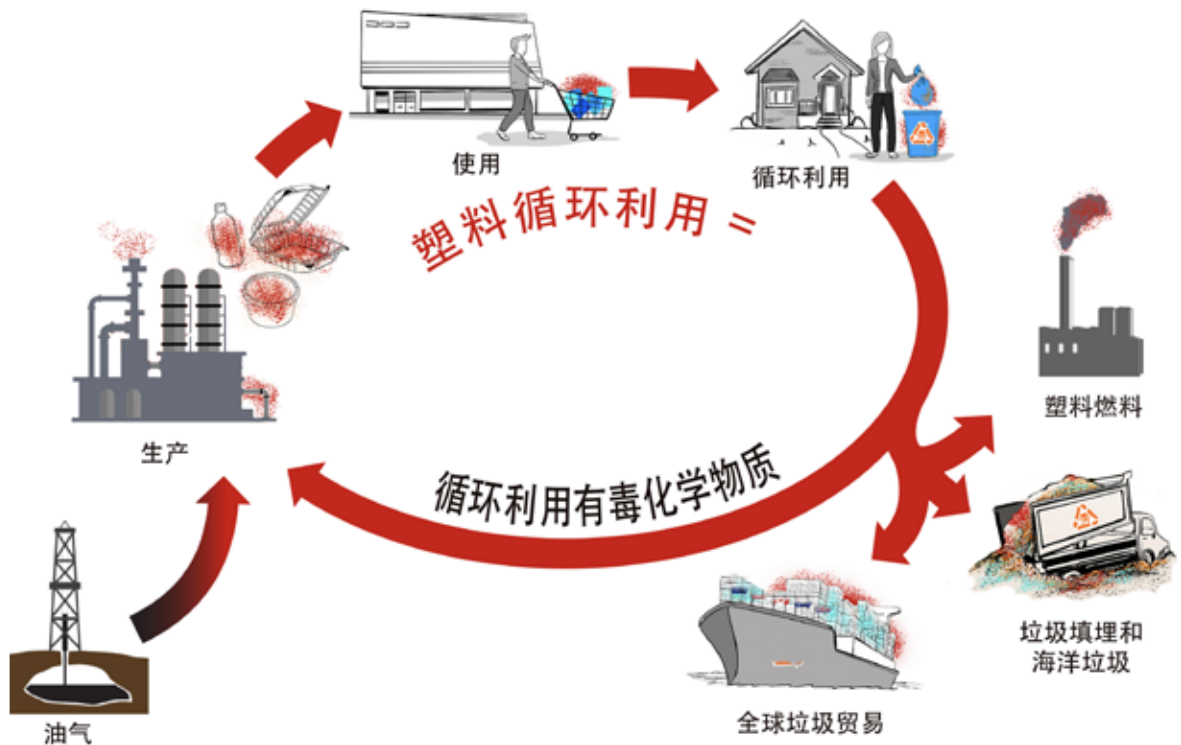 使用
循环利用
塑料循环利用 =
生产
塑料燃料
循环利用有毒化学物质
垃圾填埋和
海洋垃圾
全球垃圾贸易
油气